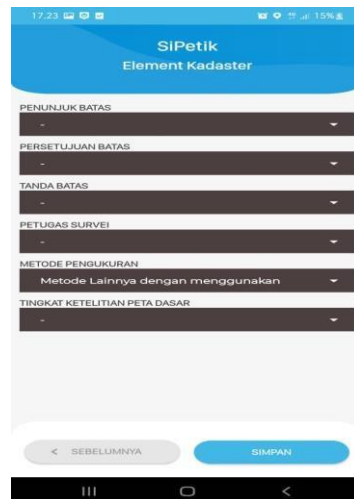 17.23
15%
SiPetik
Element Kadaster
PENUNJUK BATAS
-
PERSETUJUAN BATAS
-
TANDA BATAS
-
PETUGAS SURVEI
-
METODE PENGUKURAN
Metode Lainnya dengan menggunakan
TINGKAT KETELITIAN PETA DASAR
-
< SEBELUMNYA
SIMPAN